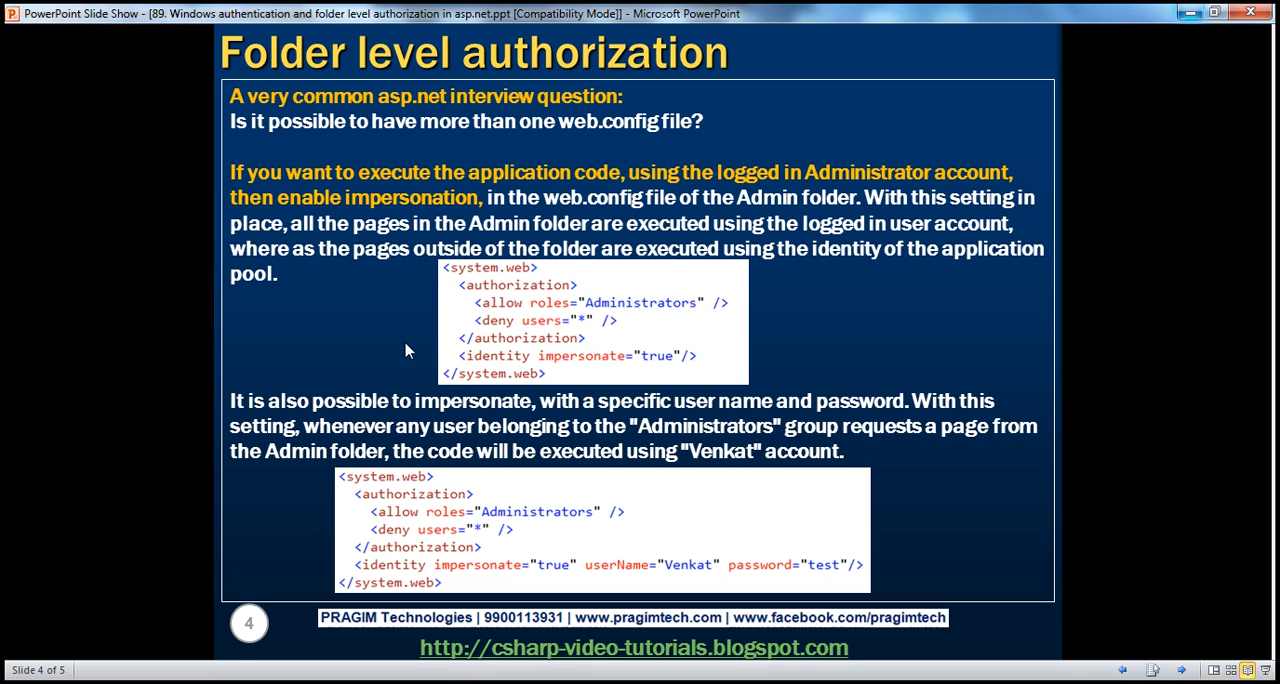 PowerPoint Slide Show - [89. Windows authentication and folder level authorization in asp.net.ppt [Compatibility Mode]] - Microsoft PowerPoint
Folder level authorization
A very common asp.net interview question:
Is it possible to have more than one web.config file?
If you want to execute the application code, using the logged in Administrator account,
then enable impersonation, in the web.config file of the Admin folder. With this setting in
place, all the pages in the Admin folder are executed using the logged in user account,
where as the pages outside of the folder are executed using the identity of the application
pool.
<system.web>
<authorization>
<allow roles="Administrators" />
<deny users="*" />
</authorization>
<identity impersonate="true"/>
</system.web>
It is also possible to impersonate, with a specific user name and password. With this
setting, whenever any user belonging to the "Administrators" group requests a page from
the Admin folder, the code will be executed using "Venkat" account.
<system.web>
<authorization>
<allow roles="Administrators" />
<deny users="*" />
</authorization>
<identity impersonate="true" userName="Venkat" password="test"/>
</system.web>
4
PRAGIM Technologies | 9900113931 | www.pragimtech.com | www.facebook.com/pragimtech
http://csharp-video-tutorials.blogspot.com
Slide 4 of 5